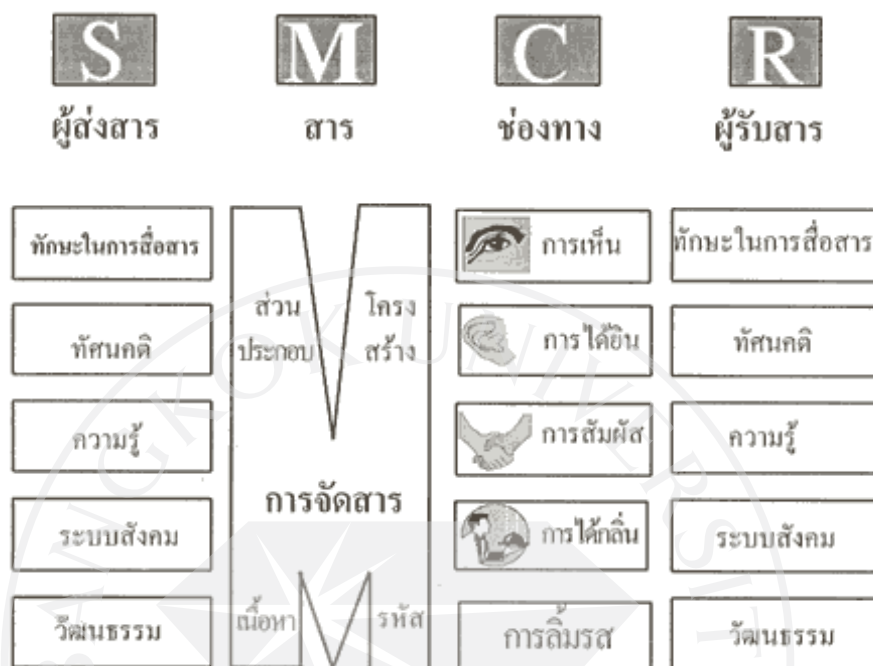 S M C R
ผู้ส่งสาร สาร ช่องทาง ผู้รับสาร
ทักษะในการสื่อสาร
ทัศนคติ
ความรู้
ระบบสังคม
วัฒนธรรม
ส่วน
ประกอบ
โครง
สร้าง
การจัดสาร
เนื้อหา
รหัส
การเห็น
การได้ยิน
การสัมผัส
การได้กลิ่น
การลิ้มรส
ทักษะในการสื่อสาร
ทัศนคติ
ความรู้
ระบบสังคม
วัฒนธรรม
BANGKOK UNIVERSIT